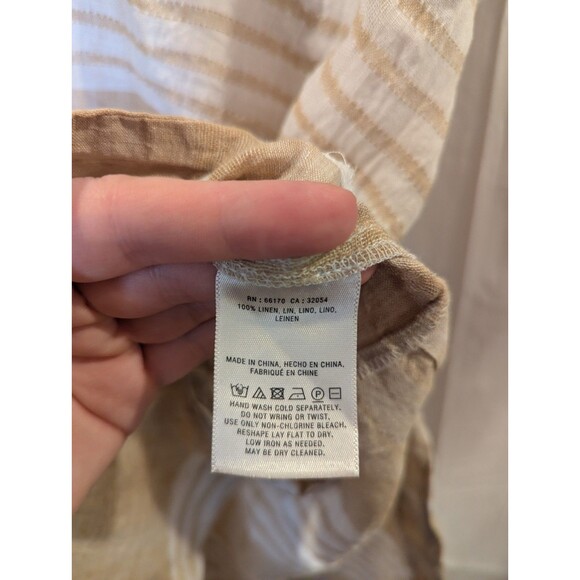 RN : 66170 CA : 32054
100% LINEN, LIN, LINO, LINO,
LEINEN
MADE IN CHINA, HECHO EN CHINA,
FABRIQUÉ EN CHINE
P
HAND WASH COLD SEPARATELY.
DO NOT WRING OR TWIST.
USE ONLY NON-CHLORINE BLEACH.
RESHAPE LAY FLAT TO DRY.
LOW IRON AS NEEDED.
MAY BE DRY CLEANED.